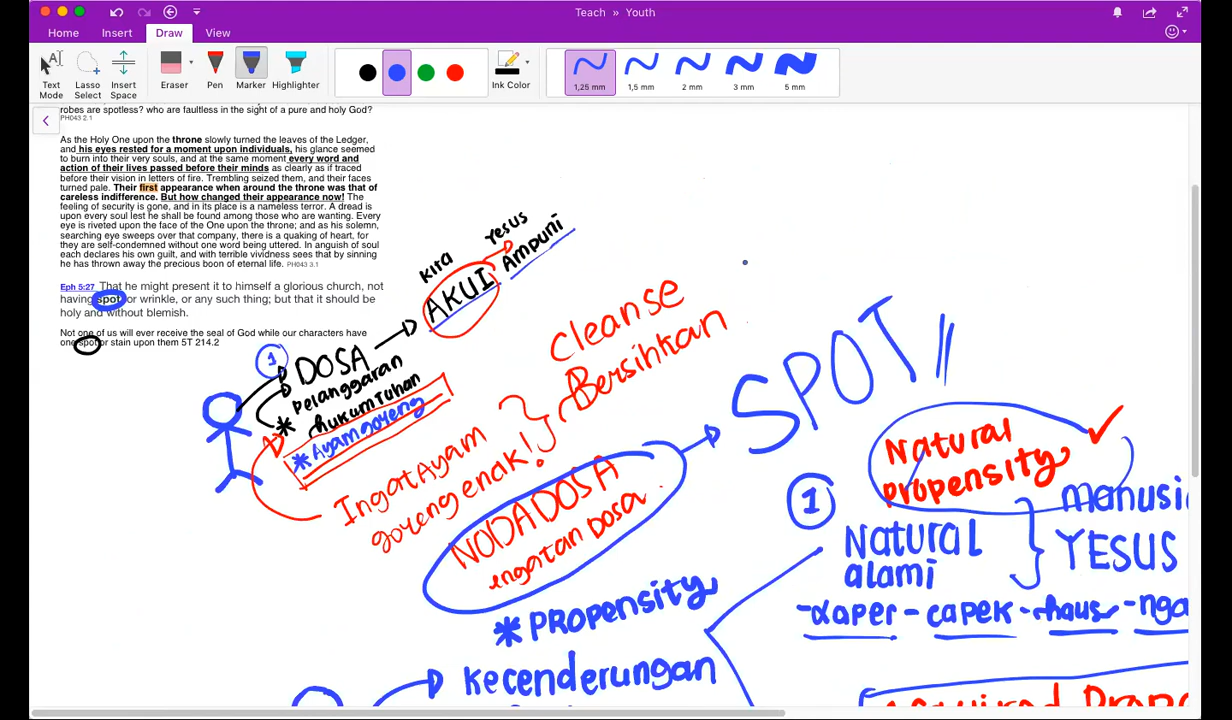 Teach » Youth
Home
Insert
Draw
View
Text Mode
Lasso Select
Insert Space
Eraser
Pen
Marker
Highlighter
Ink Color
1,25 mm
1,5 mm
2 mm
3 mm
5 mm
robes are spotless? who are faultless in the sight of a pure and holy God?
PH043 2.1
As the Holy One upon the throne slowly turned the leaves of the Ledger,
and his eyes rested for a moment upon individuals, his glance seemed
to burn into their very souls, and at the same moment every word and
action of their lives passed before their minds as clearly as if traced
before their vision in letters of fire. Trembling seized them, and their faces
turned pale. Their first appearance when around the throne was that of
careless indifference. But how changed their appearance now! The
feeling of security is gone, and in its place is a nameless terror. A dread is
upon every soul lest he shall be found among those who are wanting. Every
eye is riveted upon the face of the One upon the throne; and as his solemn,
searching eye sweeps over that company, there is a quaking of heart, for
they are self-condemned without one word being uttered. In anguish of soul
each declares his own guilt, and with terrible vividness sees that by sinning
he has thrown away the precious boon of eternal life. PH043 3.1
Eph 5:27 That he might present it to himself a glorious church, not
having spot or wrinkle, or any such thing; but that it should be
holy and without blemish.
Not one of us will ever receive the seal of God while our characters have
one spot or stain upon them 5T 214.2
Kita
Yesus
AKUI
Ampuni
1
DOSA
* Pelanggaran
hukum Tuhan
* Ayam goreng
Ingat Ayam
goreng enak!
cleanse
Bersihkan
NODA DOSA
ingatan Dosa
SPOT
Natural
propensity
1
Natural
alami
manusi
YESUS
- Laper - capek - haus - nga
* PROPENSITY
kecenderungan
Acquired Prope